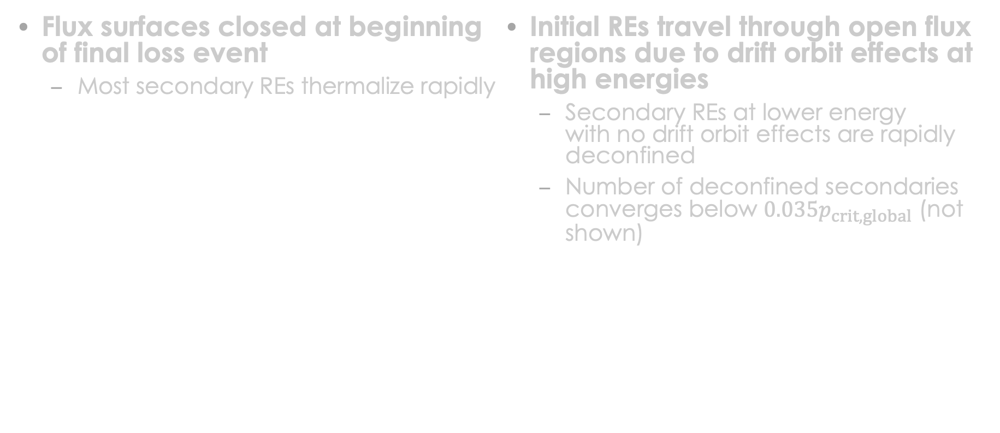 • Flux surfaces closed at beginning
of final loss event
– Most secondary REs thermalize rapidly
• Initial REs travel through open flux
regions due to drift orbit effects at
high energies
– Secondary REs at lower energy
with no drift orbit effects are rapidly
deconfined
– Number of deconfined secondaries
converges below 0.035p_crit,global (not
shown)